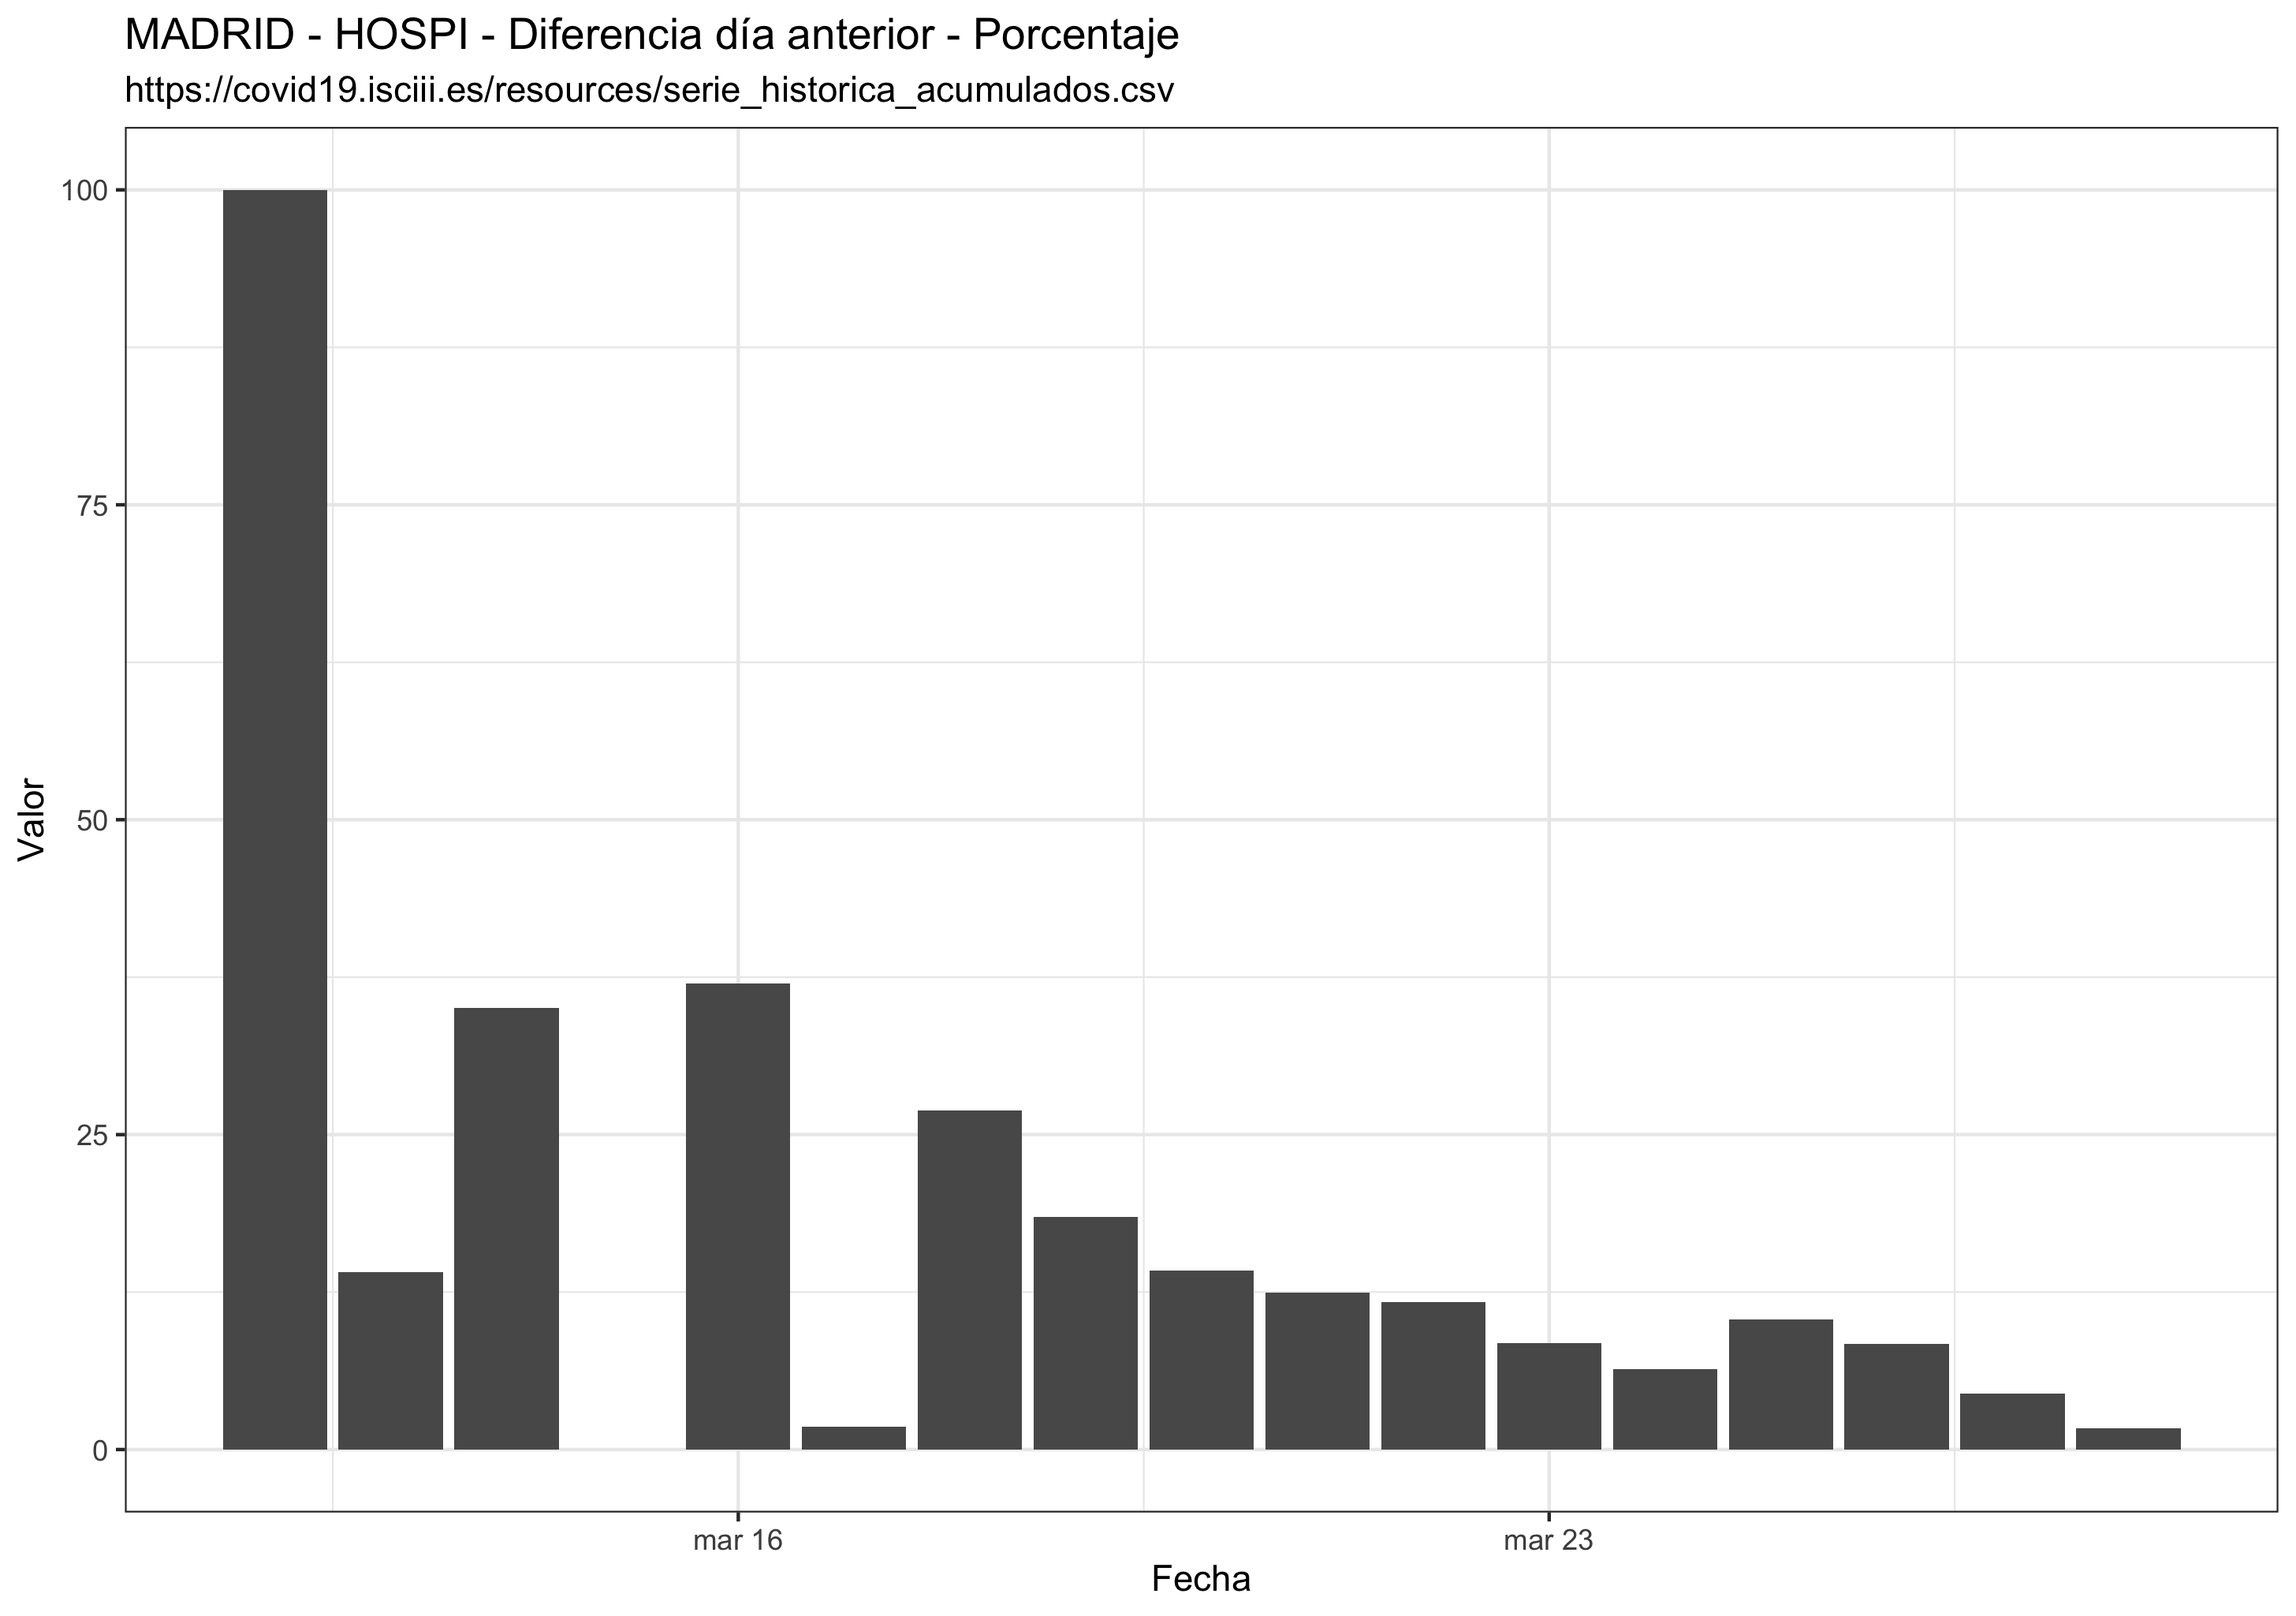 MADRID - HOSPI - Diferencia día anterior - Porcentaje
https://covid19.isciii.es/resources/serie_historica_acumulados.csv
100
75
50
25
0
Valor
mar 16
mar 23
Fecha